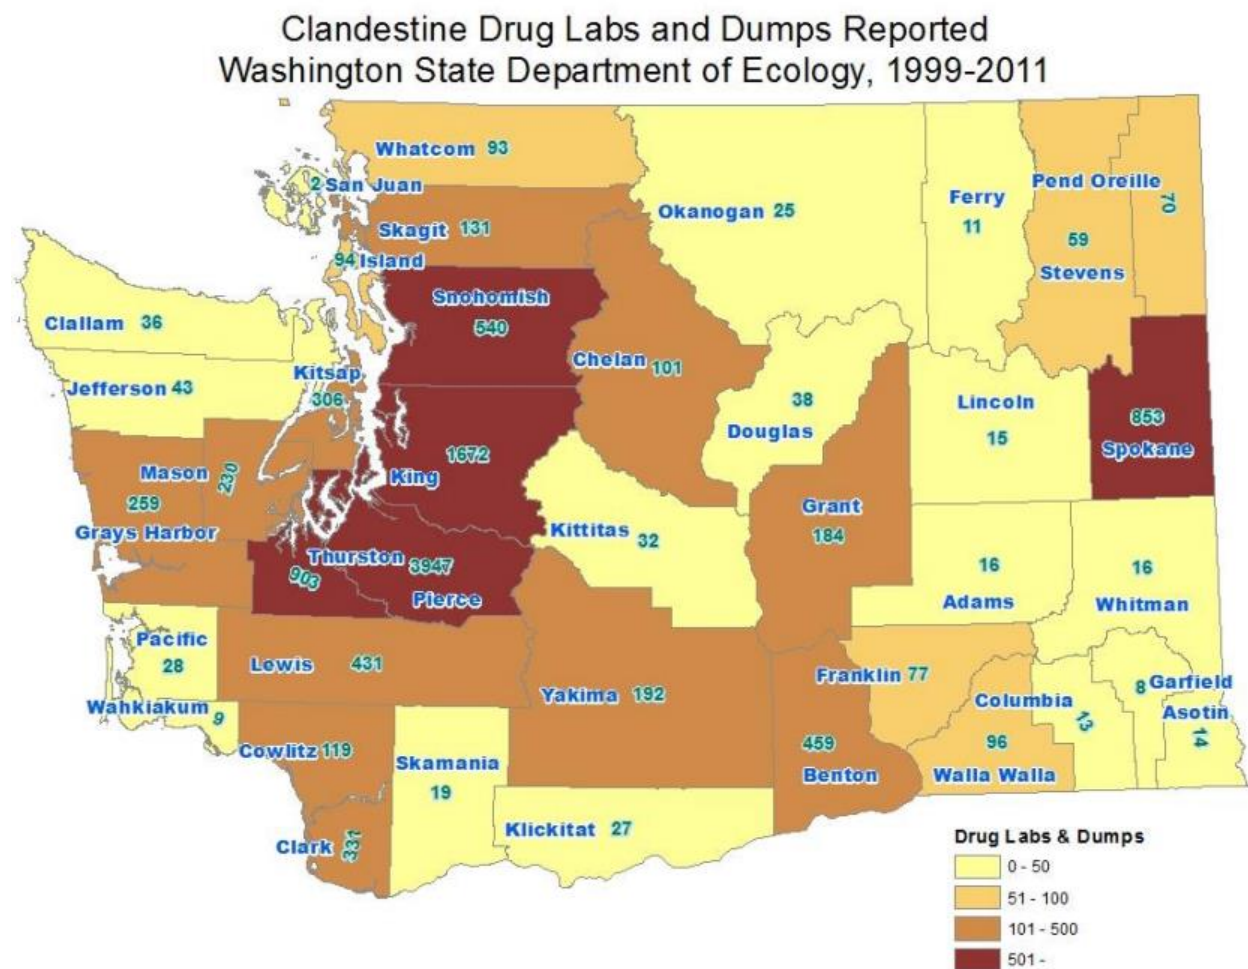 Clandestine Drug Labs and Dumps Reported
Washington State Department of Ecology, 1999-2011
Whatcom 93
2 San Juan
Skagit 131
94 Island
Okanogan 25
Ferry
11
Pend Oreille
70
59
Stevens
Snohomish
540
Clallam 36
Jefferson 43
Kitsap
306
Chelan 101
38
Douglas
Lincoln
15
853
Spokane
1672
King
Mason
230
259
Grays Harbor
Kittitas 32
Grant
184
Thurston
903
3947
Pierce
16
Adams
16
Whitman
Pacific
28
Lewis 431
Yakima 192
Franklin 77
Columbia
13
8 Garfield
Asotin
14
Wahkiakum 9
Cowlitz 119
Skamania
19
459
Benton
96
Walla Walla
Clark 331
Klickitat 27
Drug Labs & Dumps
0 - 50
51 - 100
101 - 500
501 -